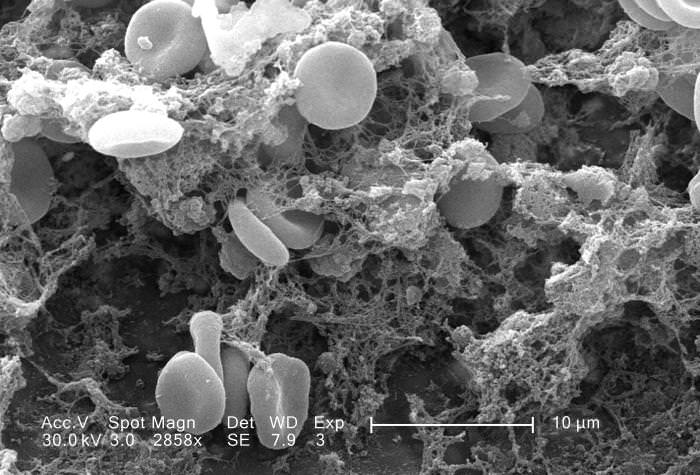 Acc.V Spot Magn Det WD Exp 10 µm
30.0 kV 3.0 2858x SE 7.9 3